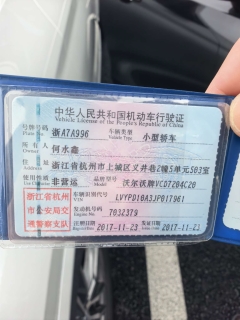 中华人民共和国机动车行驶证
Vehicle License of the People's Republic of China
号牌号码 浙A7A996 车辆类型 小型轿车
Plate No. Vehicle Type
所有人 何永鑫
Owner
住址 浙江省杭州市上城区义井巷2幢5单元503室
Address
使用性质 非营运 品牌型号 沃尔沃牌VCD7204C20
Use Character Model
浙江省杭州市公安局交通警察支队
车辆识别代号
VIN
发动机号码 7032379
Engine No.
注册日期 2017-11-23 发证日期 2017-11-23